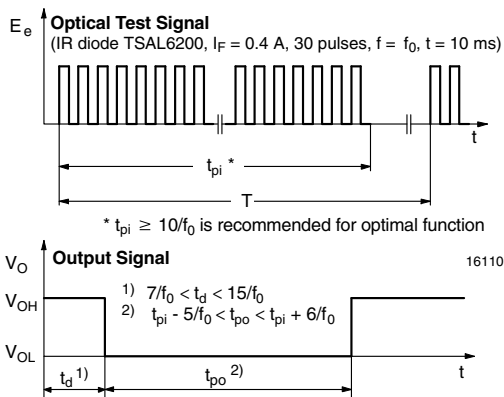 Optical Test Signal
(IR diode TSAL6200, I_F = 0.4 A, 30 pulses, f = f_0, t = 10 ms)
E_e
t
t_pi *
T
* t_pi ≥ 10/f_0 is recommended for optimal function
V_O
Output Signal
16110
V_OH
1) 7/f_0 < t_d < 15/f_0
2) t_pi - 5/f_0 < t_po < t_pi + 6/f_0
V_OL
t
t_d 1)
t_po 2)